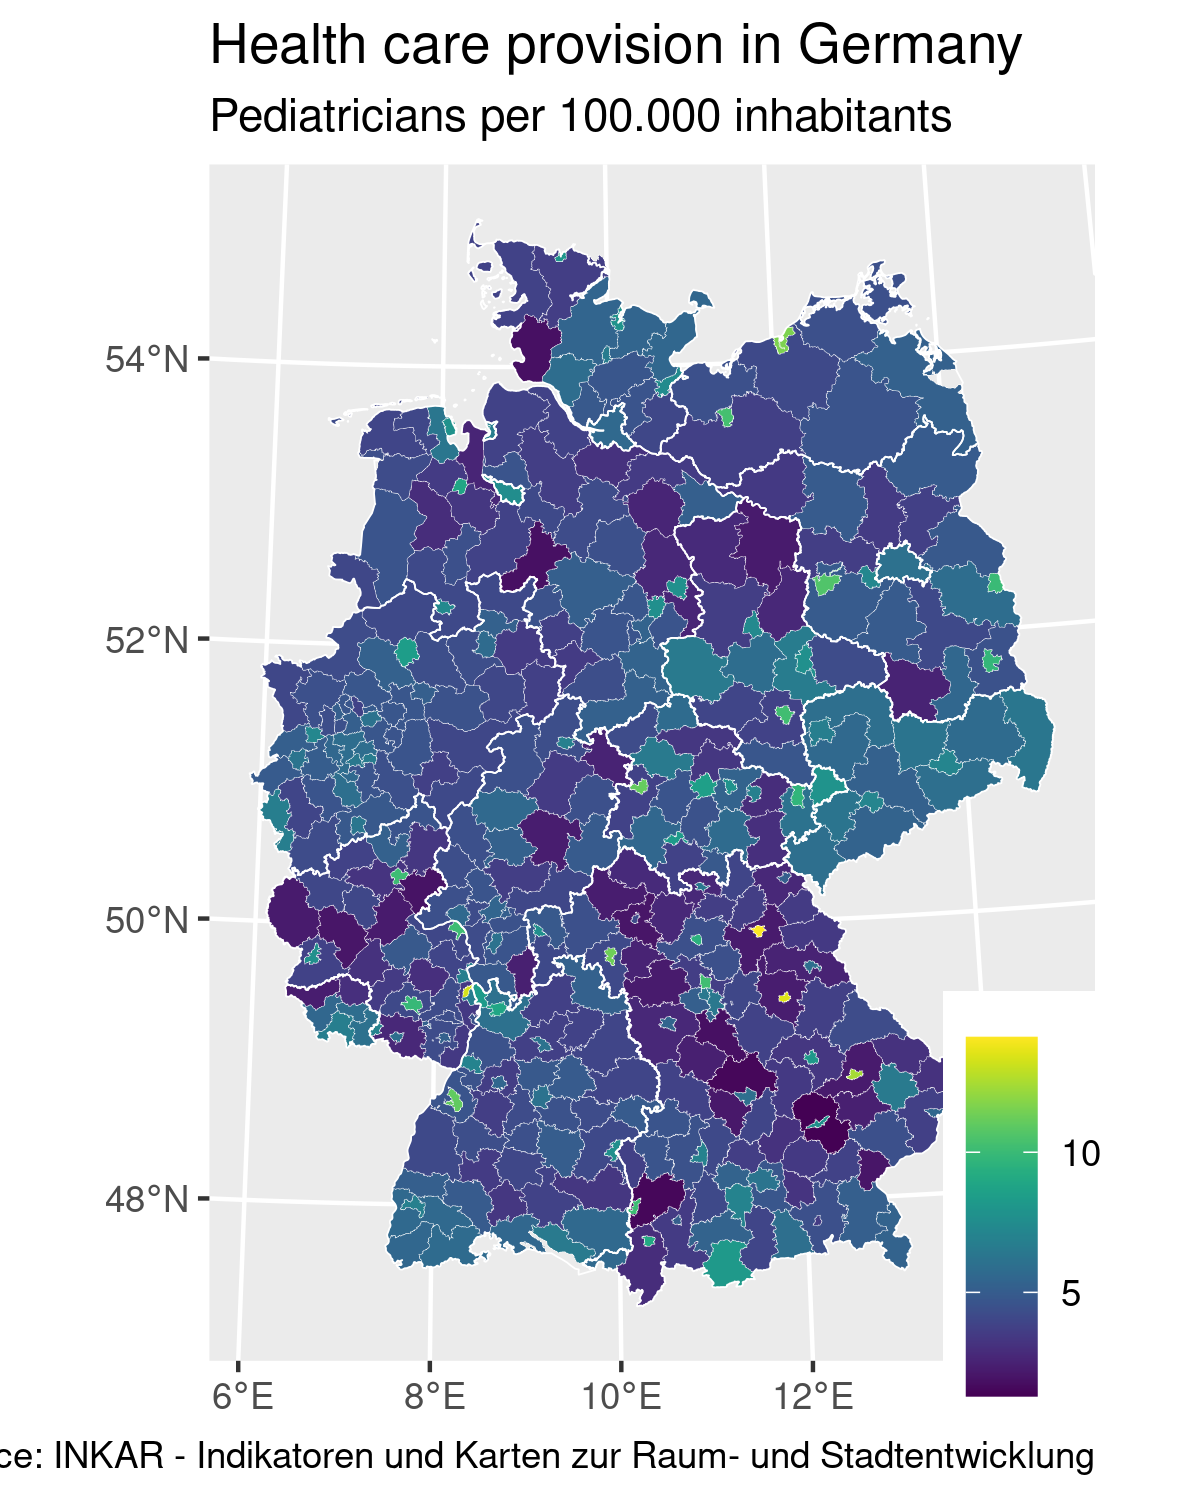 Health care provision in Germany
Pediatricians per 100.000 inhabitants
54°N
52°N
50°N
48°N
10
5
6°E
8°E
10°E
12°E
ce: INKAR - Indikatoren und Karten zur Raum- und Stadtentwicklung